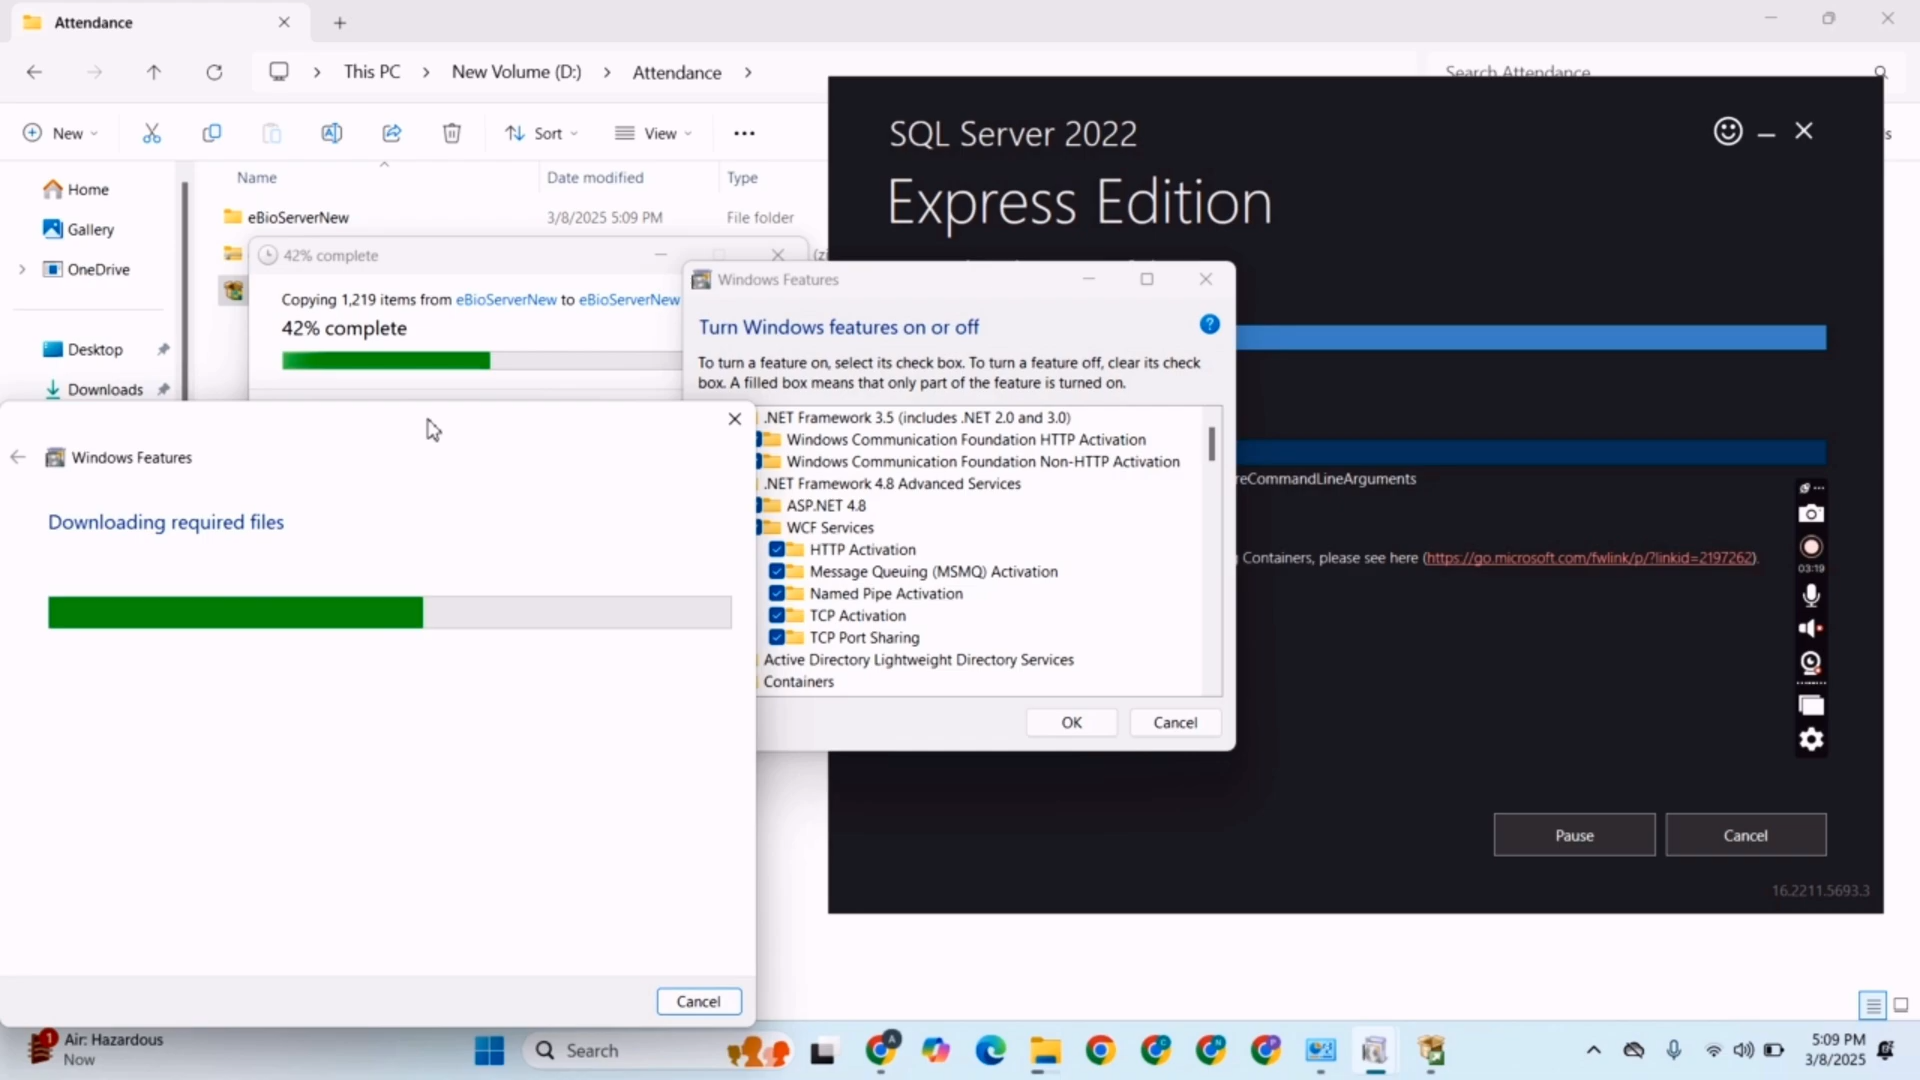 Attendance
This PC
New Volume (D:)
Attendance
Search Attendance
New
Sort
View
Name
Date modified
Type
Home
Gallery
OneDrive
Desktop
Downloads
eBioServerNew
3/8/2025 5:09 PM
File folder
42% complete
Copying 1,219 items from eBioServerNew to eBioServerNew
42% complete
Windows Features
Downloading required files
Cancel
Windows Features
Turn Windows features on or off
To turn a feature on, select its check box. To turn a feature off, clear its check
box. A filled box means that only part of the feature is turned on.
.NET Framework 3.5 (includes .NET 2.0 and 3.0)
Windows Communication Foundation HTTP Activation
Windows Communication Foundation Non-HTTP Activation
.NET Framework 4.8 Advanced Services
ASP.NET 4.8
WCF Services
HTTP Activation
Message Queuing (MSMQ) Activation
Named Pipe Activation
TCP Activation
TCP Port Sharing
Active Directory Lightweight Directory Services
Containers
OK
Cancel
SQL Server 2022
Express Edition
reCommandLineArguments
Containers, please see here (https://go.microsoft.com/fwlink/p/?linkid=2197262).
03:19
Pause
Cancel
16.2211.5693.3
1
Air: Hazardous
Now
Search
5:09 PM
3/8/2025